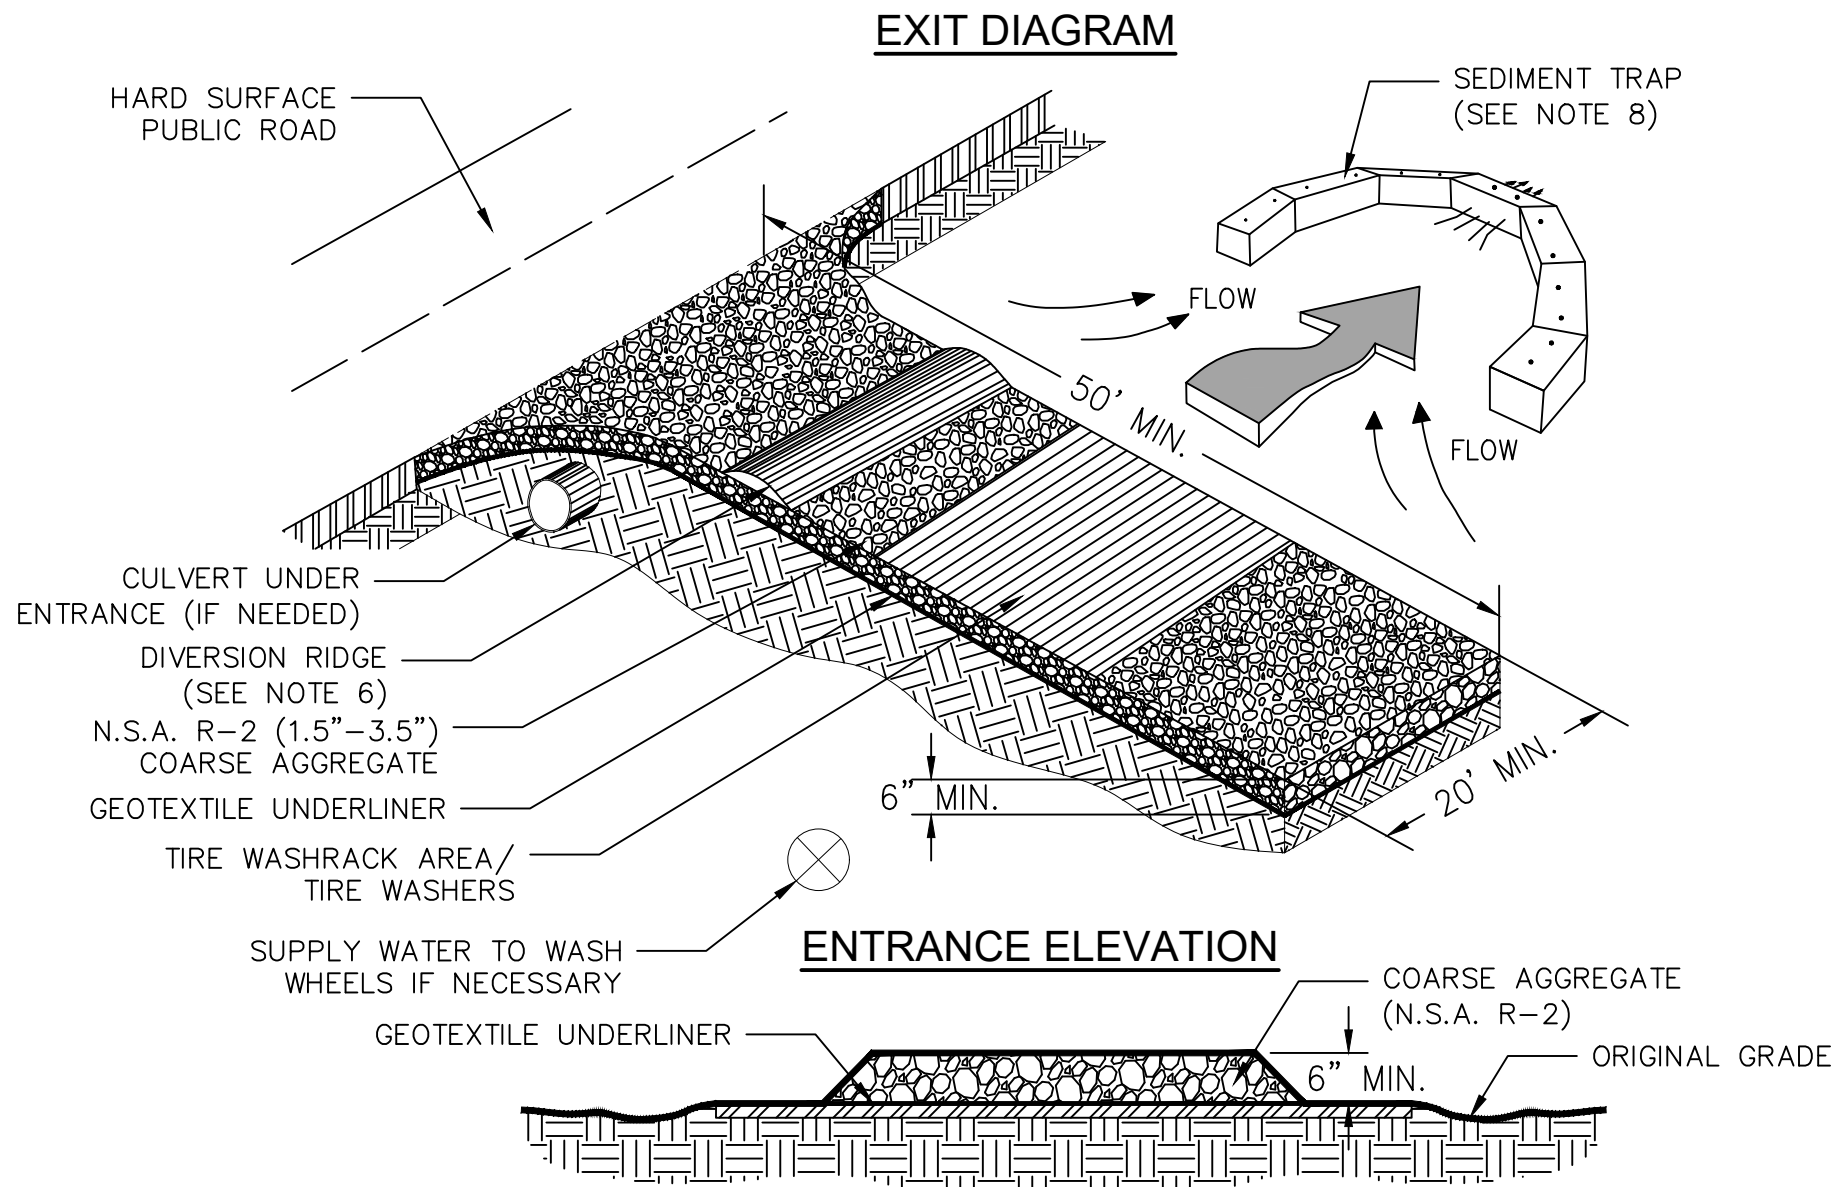 EXIT DIAGRAM
HARD SURFACE
PUBLIC ROAD
SEDIMENT TRAP
(SEE NOTE 8)
FLOW
50' MIN.
FLOW
CULVERT UNDER
ENTRANCE (IF NEEDED)
DIVERSION RIDGE
(SEE NOTE 6)
N.S.A. R-2 (1.5"-3.5")
COARSE AGGREGATE
GEOTEXTILE UNDERLINER
TIRE WASHRACK AREA/
TIRE WASHERS
6" MIN.
20' MIN.
SUPPLY WATER TO WASH
WHEELS IF NECESSARY
ENTRANCE ELEVATION
COARSE AGGREGATE
(N.S.A. R-2)
GEOTEXTILE UNDERLINER
6" MIN.
ORIGINAL GRADE